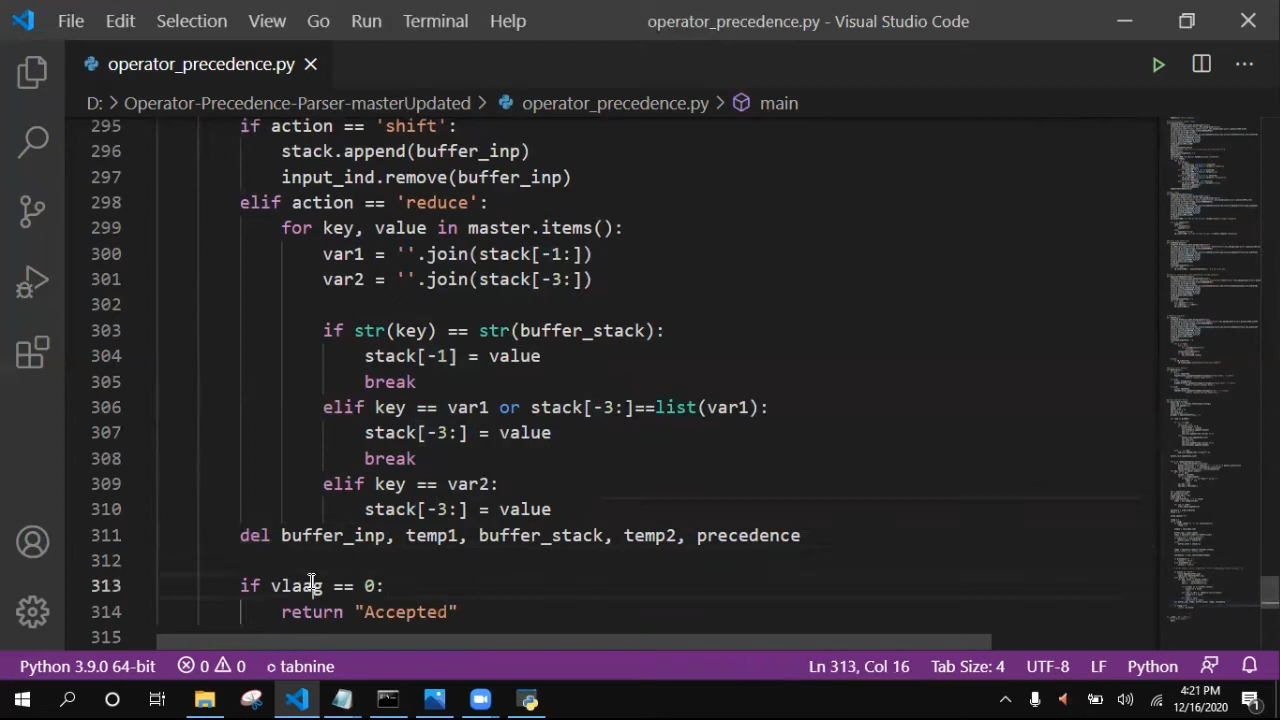 File Edit Selection View Go Run Terminal Help operator_precedence.py - Visual Studio Code
operator_precedence.py
D: > Operator-Precedence-Parser-masterUpdated > operator_precedence.py > main
295 if action == 'shift':
296 stack.append(buffer_inp)
297 input_ind.remove(buffer_inp)
298 elif action == 'reduce':
299 for key, value in
300 var1 = ''.join(stack[-1:])
301 var2 = ''.join(stack[-3:])
302
303 if str(key) == str(buffer_stack):
304 stack[-1] = value
305 break
306 elif key == var1 or stack[-3:]==list(var1):
307 stack[-3:] = value
308 break
309 elif key == var2:
310 stack[-3:] = value
311 del buffer_inp, temp1, buffer_stack, temp2, precedence
312
313 if == 0:
314 return "Accepted"
315
Python 3.9.0 64-bit 0 0 tabnine Ln 313, Col 16 Tab Size: 4 UTF-8 LF Python
4:21 PM
12/16/2020